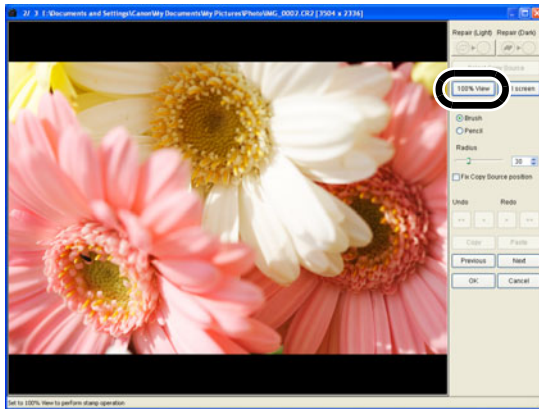 2/ 3 E:\Documents and Settings\Canon\My Documents\My Pictures\Photo\IMG_0002.CR2 [3504 x 2336]
Repair (Light) Repair (Dark)
100% View
l screen
Brush
Pencil
Radius
30
Fix Copy Source position
Undo Redo
Copy Paste
Previous Next
OK Cancel
Set to 100% View to perform stamp operation